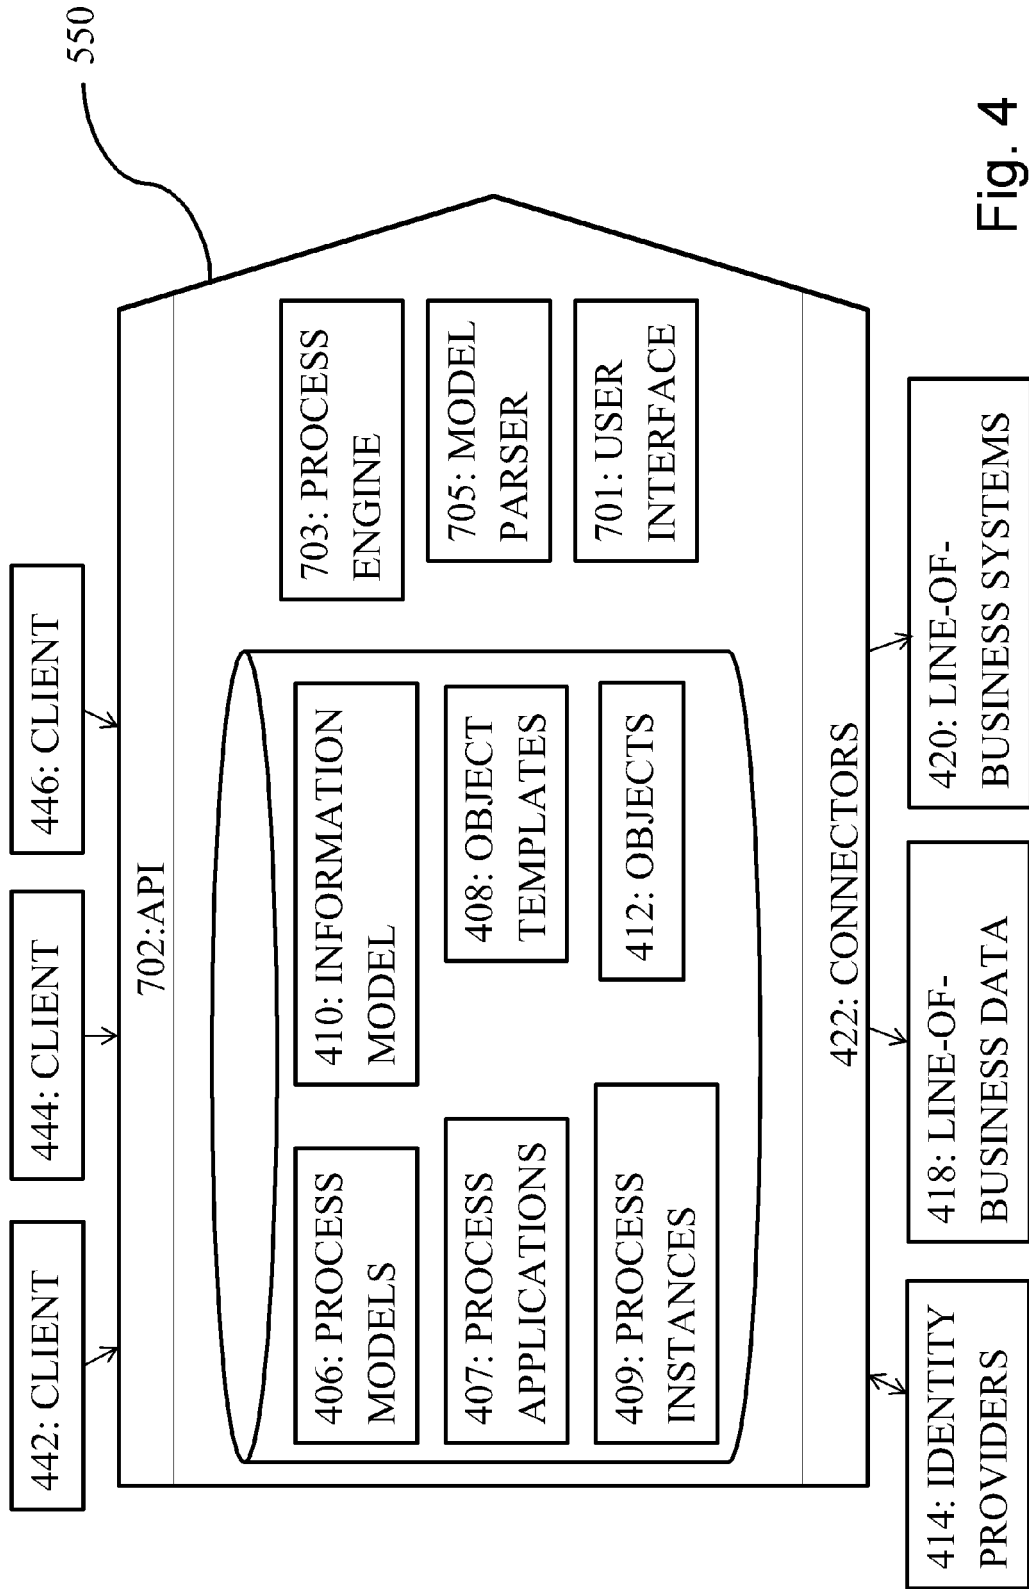 550
442: CLIENT
444: CLIENT
446: CLIENT
702:API
406: PROCESS
MODELS
410: INFORMATION
MODEL
407: PROCESS
APPLICATIONS
408: OBJECT
TEMPLATES
409: PROCESS
INSTANCES
412: OBJECTS
703: PROCESS
ENGINE
705: MODEL
PARSER
701: USER
INTERFACE
422: CONNECTORS
414: IDENTITY
PROVIDERS
418: LINE-OF-
BUSINESS DATA
420: LINE-OF-
BUSINESS SYSTEMS
Fig. 4